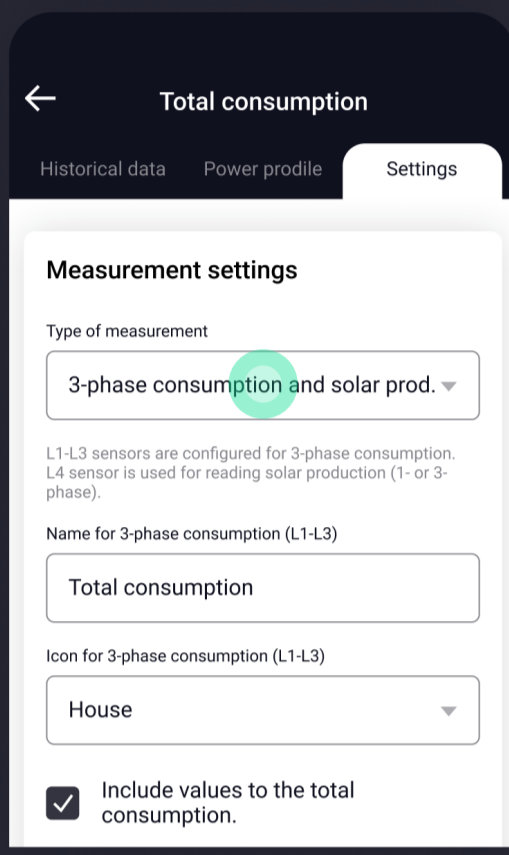 Total consumption
Historical data
Power prodile
Settings
Measurement settings
Type of measurement
3-phase consumption and solar prod.
L1-L3 sensors are configured for 3-phase consumption.
L4 sensor is used for reading solar production (1- or 3-
phase).
Name for 3-phase consumption (L1-L3)
Total consumption
Icon for 3-phase consumption (L1-L3)
House
Include values to the total
consumption.